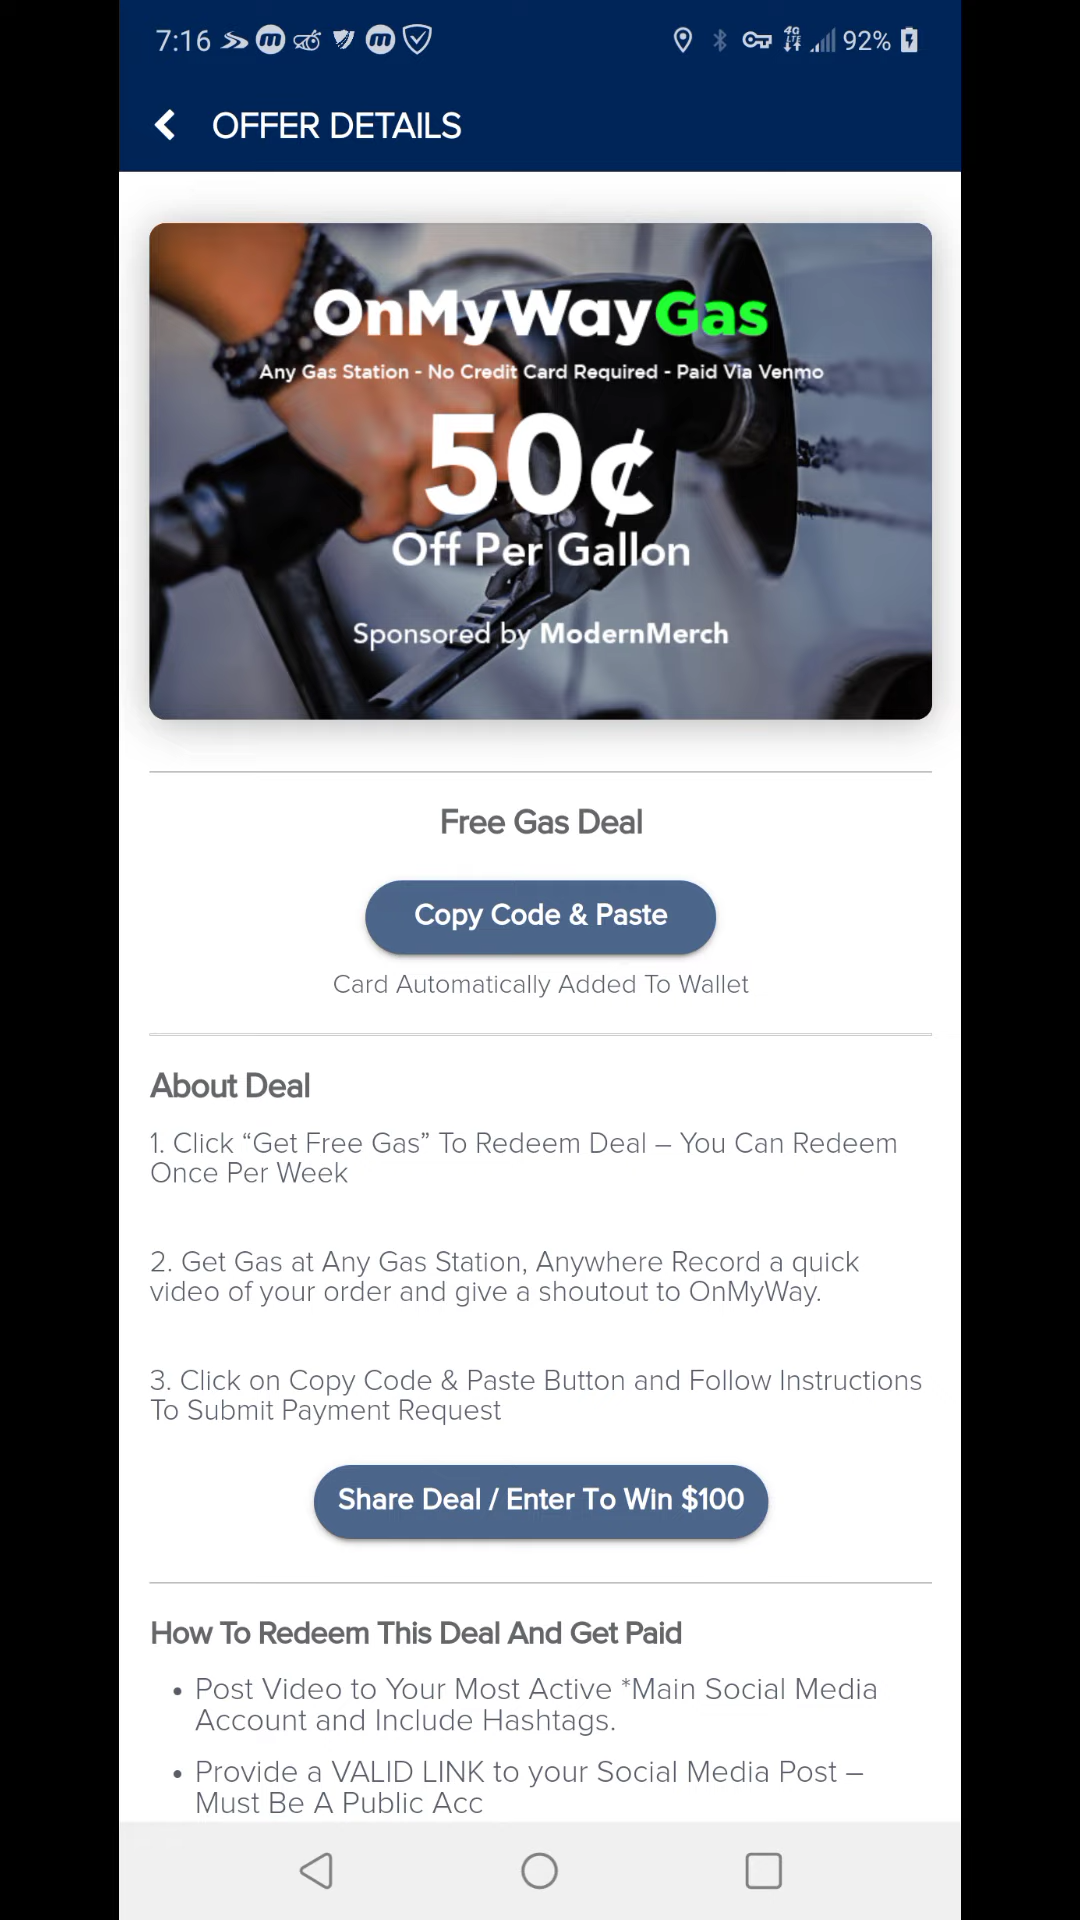 7:16
4G
LTE
92%
OFFER DETAILS
OnMyWayGas
Any Gas Station - No Credit Card Required - Paid Via Venmo
50¢
Off Per Gallon
Sponsored by ModernMerch
Free Gas Deal
Copy Code & Paste
Card Automatically Added To Wallet
About Deal
1. Click “Get Free Gas” To Redeem Deal – You Can Redeem
Once Per Week
2. Get Gas at Any Gas Station, Anywhere Record a quick
video of your order and give a shoutout to OnMyWay.
3. Click on Copy Code & Paste Button and Follow Instructions
To Submit Payment Request
Share Deal / Enter To Win $100
How To Redeem This Deal And Get Paid
• Post Video to Your Most Active *Main Social Media
Account and Include Hashtags.
• Provide a VALID LINK to your Social Media Post –
Must Be A Public Acc